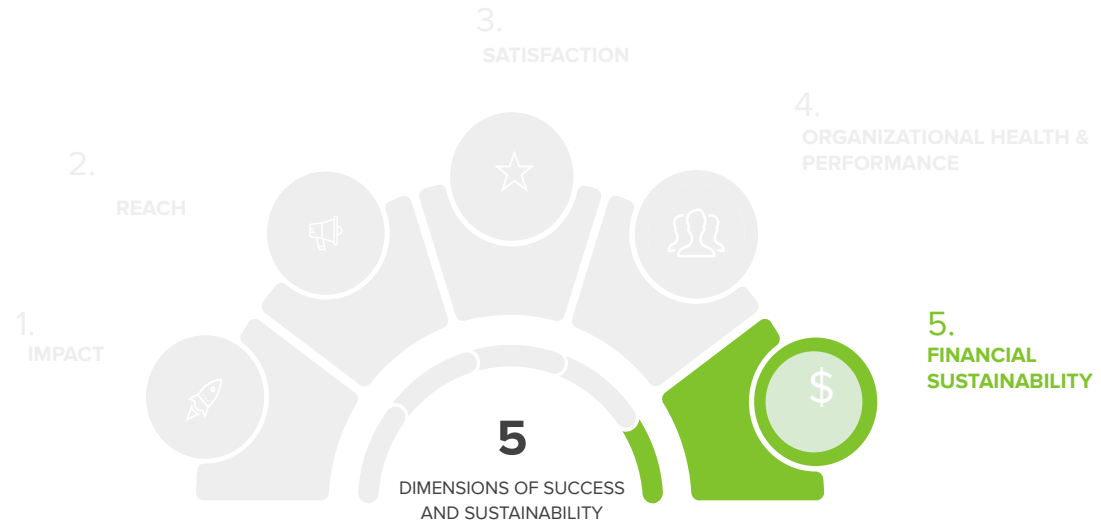 3.
SATISFACTION
4.
ORGANIZATIONAL HEALTH &
PERFORMANCE
2.
REACH
1.
IMPACT
5.
FINANCIAL
SUSTAINABILITY
$
5
DIMENSIONS OF SUCCESS
AND SUSTAINABILITY